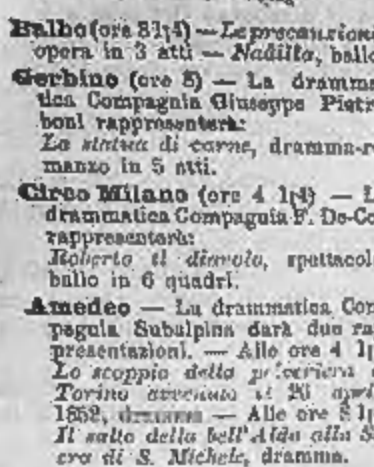 Balbo (ore 8 1|4) — Le precauzioni
opera in 3 atti — Nadilla, ballo
Gerbino (ore 8) — La dramma
tica Compagnia Giuseppe Pietri
boni rappresenterà:
La statua di carne, dramma-ro
manzo in 5 atti.
Circo Milano (ore 4 1|4) — L
drammatica Compagnia F. De-Co
rappresenterà:
Roberto il diavolo, spettacol
ballo in 6 quadri.
Amedeo — La drammatica Com
pagnia Subalpina darà due ra
presentazioni. — Alle ore 4 1|
Lo scoppio della polveriera
Torino avvenuto il 26 apri
1852, dramma — Alle ore 8 1|
Il salto della bell'Alda alla S
cra di S. Michele, dramma.